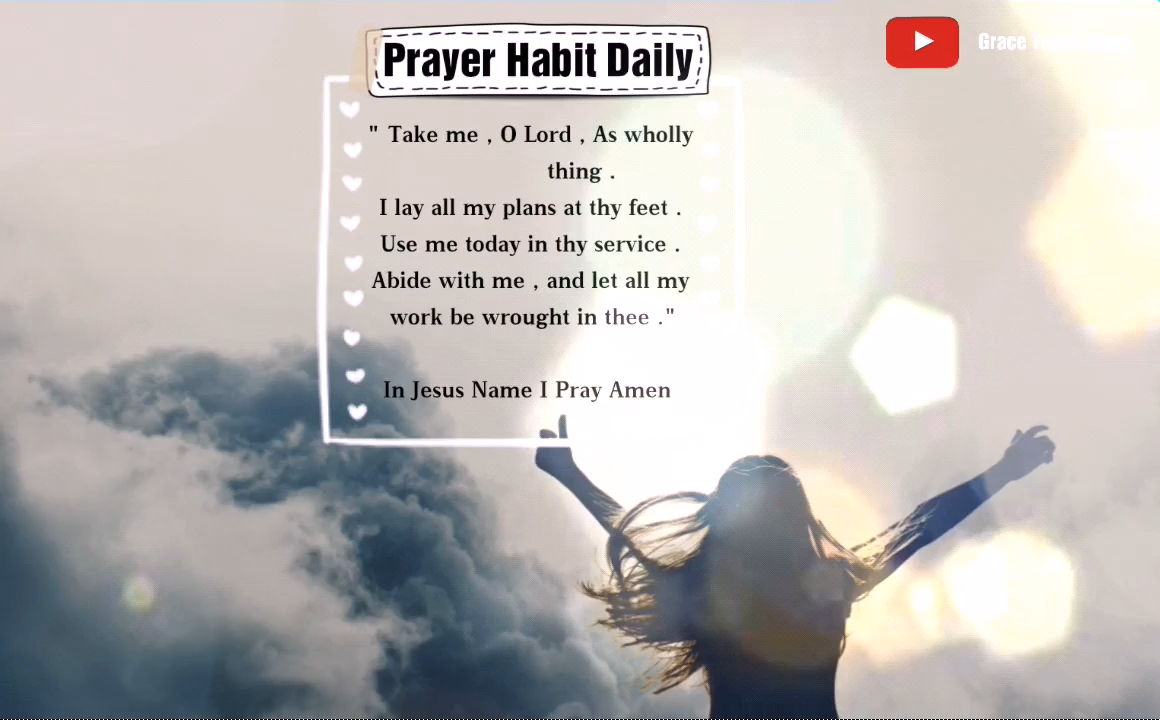 Prayer Habit Daily
Grace
" Take me , O Lord , As wholly
thing .
I lay all my plans at thy feet .
Use me today in thy service .
Abide with me , and let all my
work be wrought in thee ."
In Jesus Name I Pray Amen